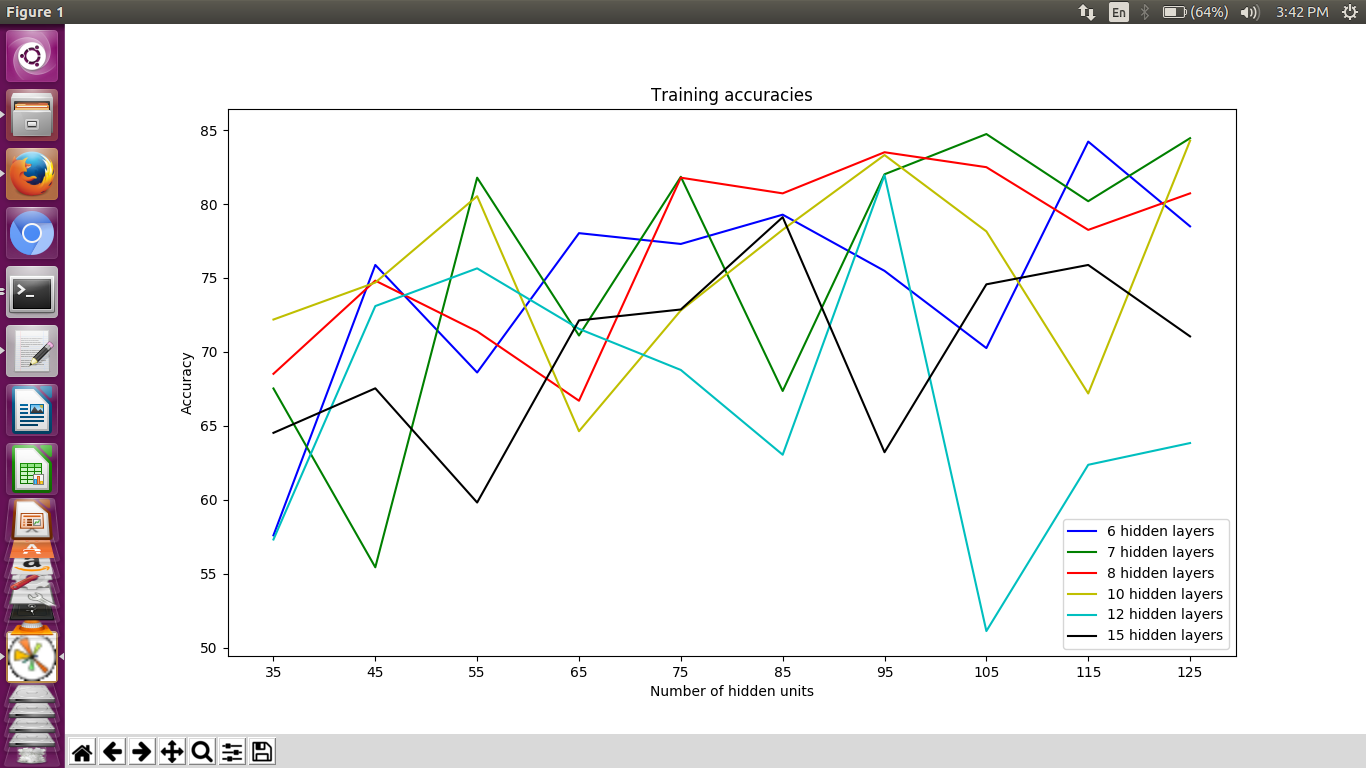 Figure 1
En
(64%)
3:42 PM
Training accuracies
85
80
75
70
65
60
55
50
Accuracy
35 45 55 65 75 85 95 105 115 125
Number of hidden units
6 hidden layers
7 hidden layers
8 hidden layers
10 hidden layers
12 hidden layers
15 hidden layers